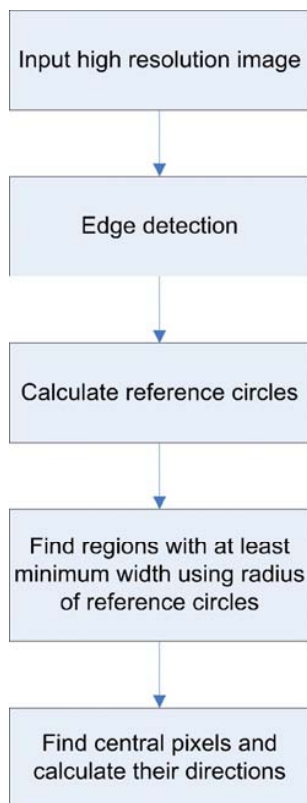 Input high resolution image
Edge detection
Calculate reference circles
Find regions with at least
minimum width using radius
of reference circles
Find central pixels and
calculate their directions